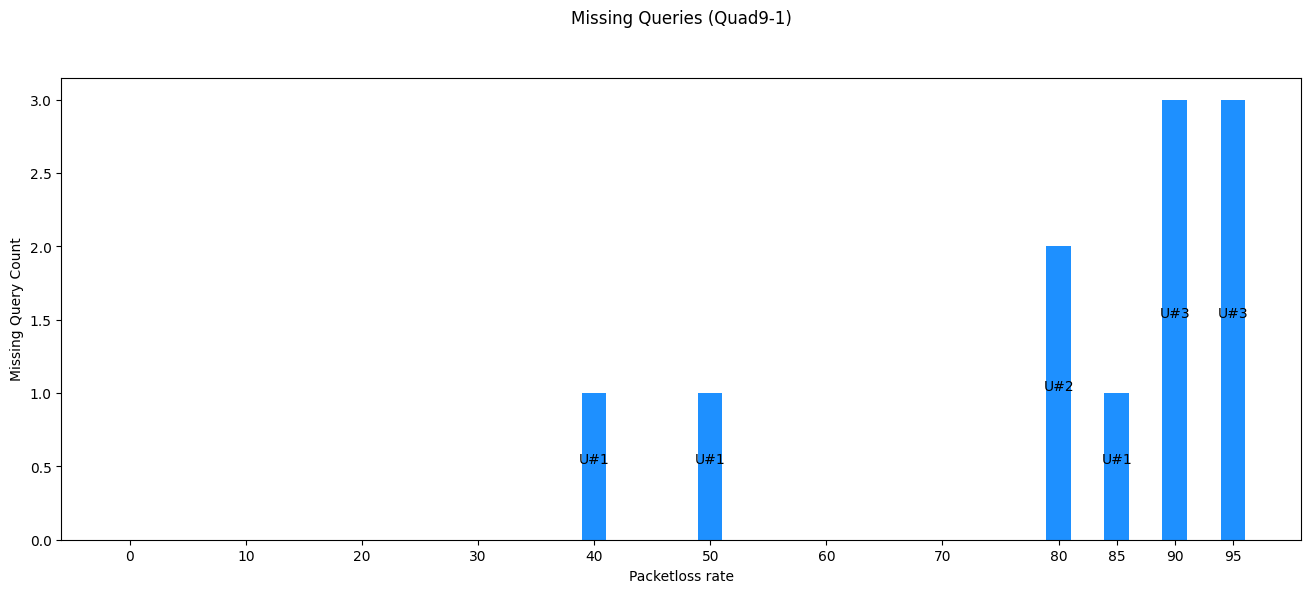 Missing Queries (Quad9-1)
3.0
2.5
2.0
1.5
1.0
0.5
0.0
Missing Query Count
U#1
U#1
U#2
U#1
U#3
U#3
0 10 20 30 40 50 60 70 80 85 90 95
Packetloss rate